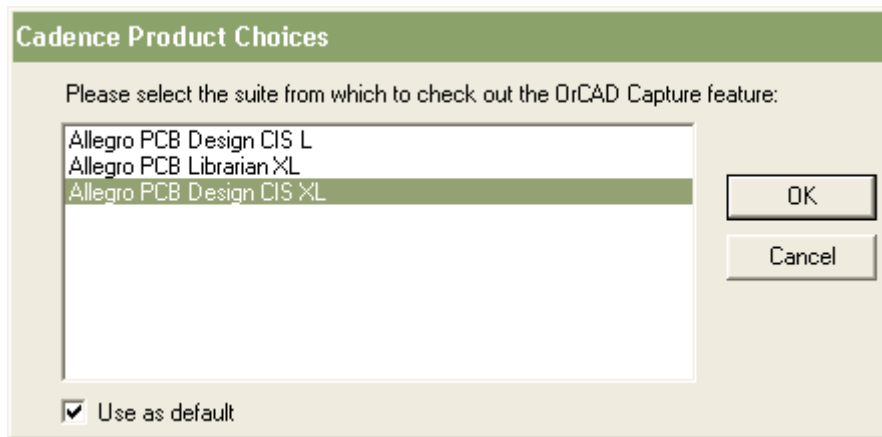 Cadence Product Choices
Please select the suite from which to check out the OrCAD Capture feature:
Allegro PCB Design CIS L
Allegro PCB Librarian XL
Allegro PCB Design CIS XL
OK
Cancel
Use as default